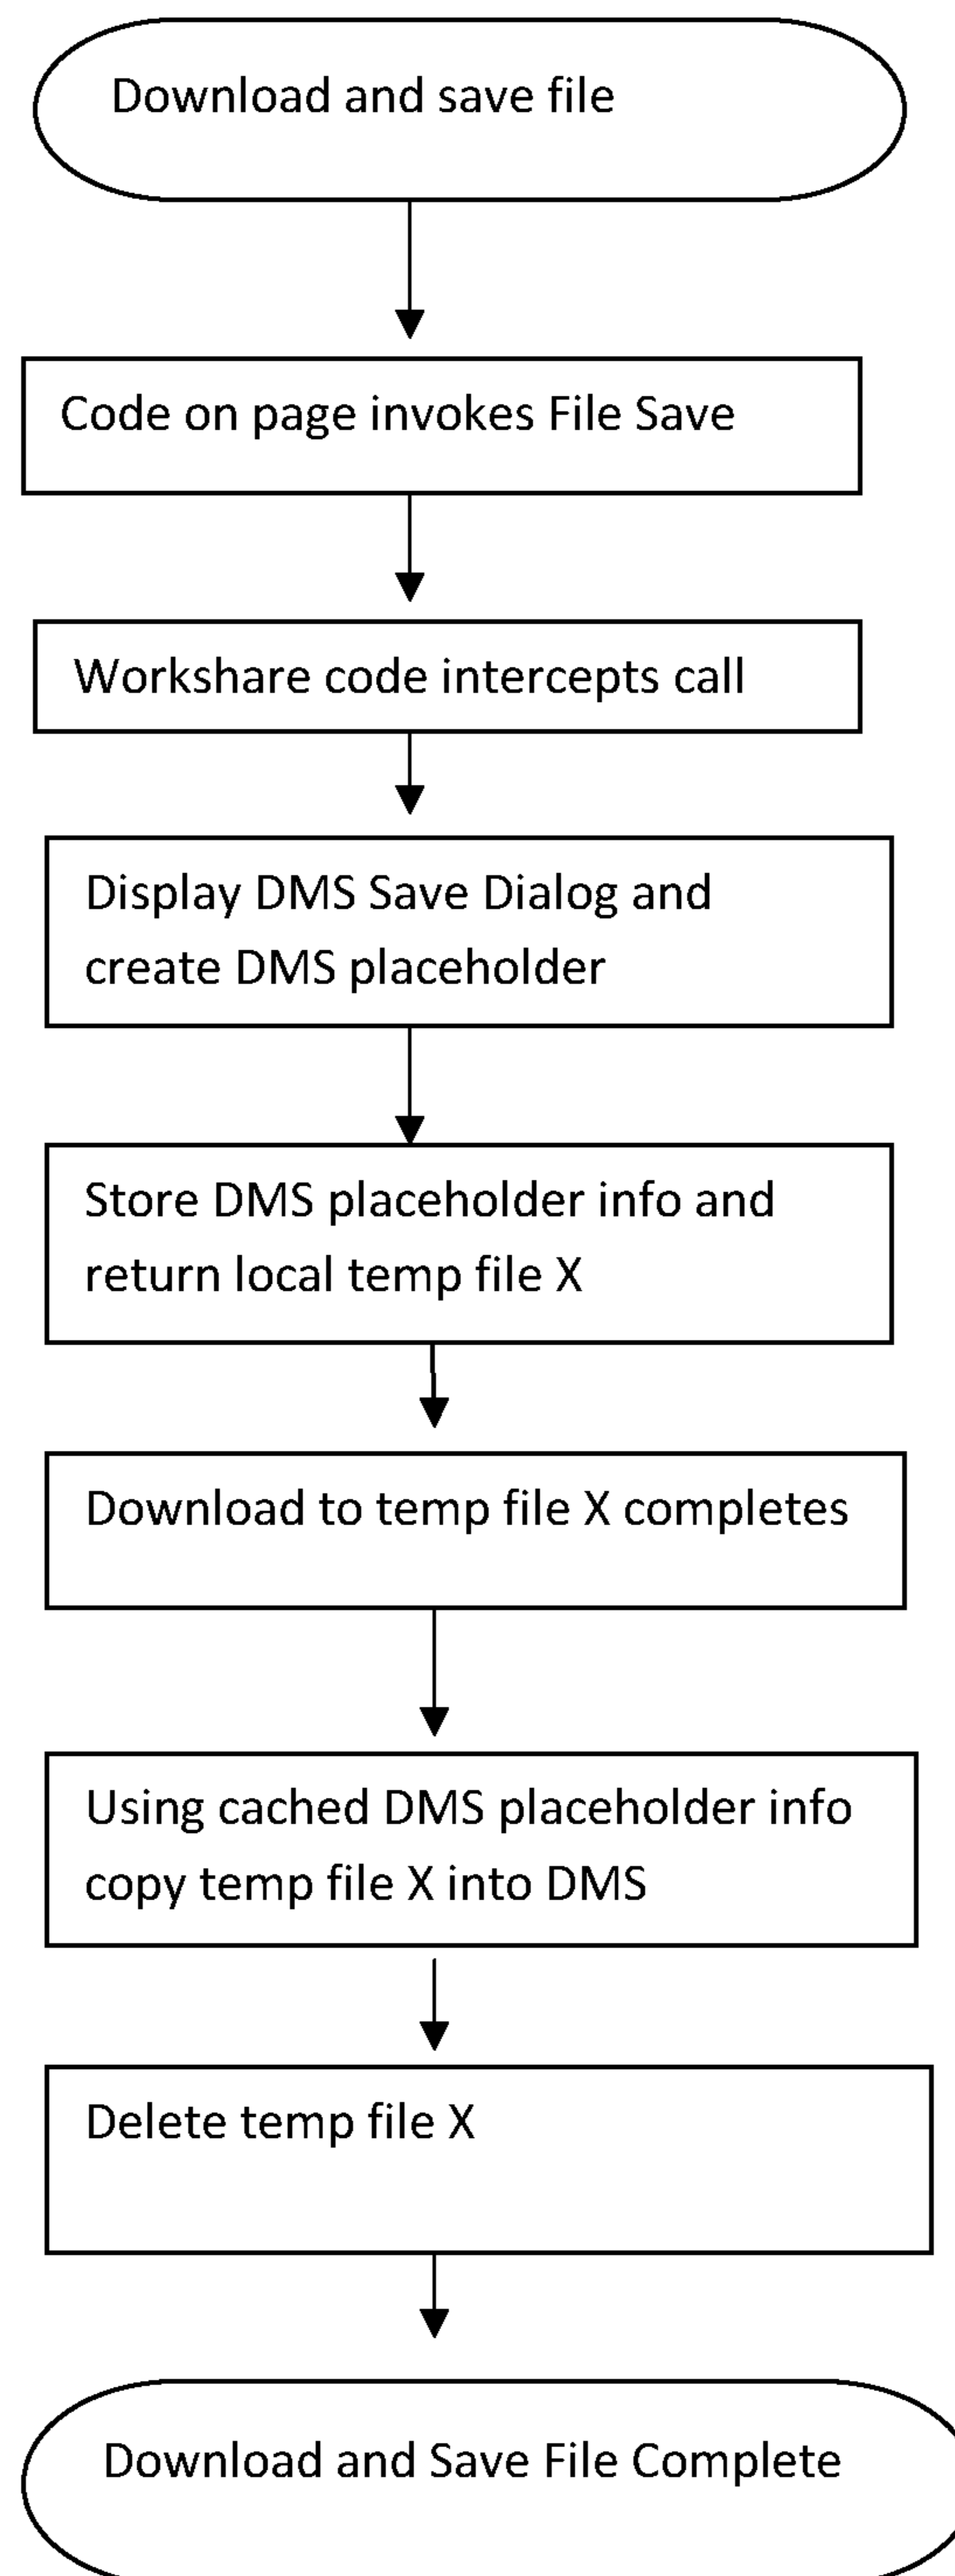 Download and save file
Code on page invokes File Save
Workshare code intercepts call
Display DMS Save Dialog and
create DMS placeholder
Store DMS placeholder info and
return local temp file X
Download to temp file X completes
Using cached DMS placeholder info
copy temp file X into DMS
Delete temp file X
Download and Save File Complete